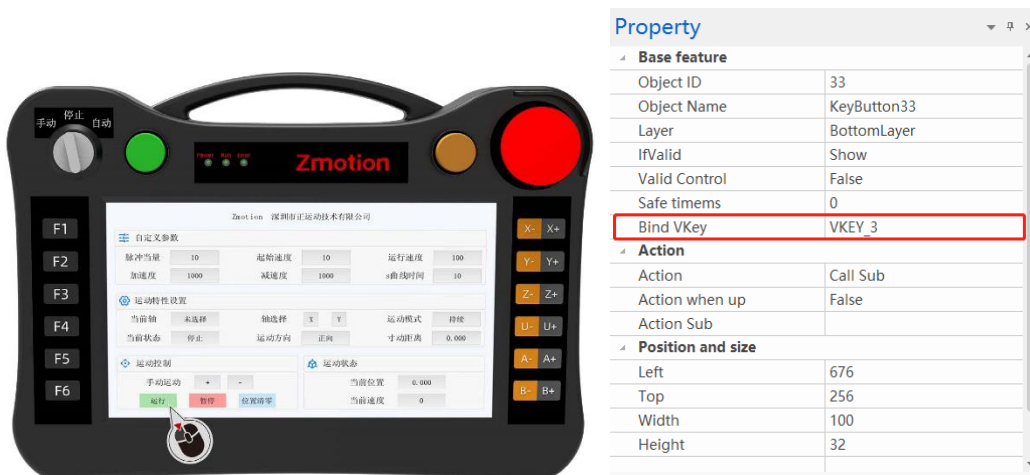 停止
手动
自动
Power Run Error
Zmotion
F1
F2
F3
F4
F5
F6
X- X+
Y- Y+
Z- Z+
U- U+
A- A+
B- B+
Zmotion 深圳市正运动技术有限公司
自定义参数
脉冲当量 10 起始速度 10 运行速度 100
加速度 1000 减速度 1000 s曲线时间 10
运动特性设置
当前轴 未选择 轴选择 X Y 运动模式 持续
当前状态 停止 运动方向 正向 寸动距离 0.000
运动控制 运动状态
手动运动 + - 当前位置 0.000
运行 暂停 位置清零 当前速度 0
Property
Base feature
Object ID 33
Object Name KeyButton33
Layer BottomLayer
IfValid Show
Valid Control False
Safe timems 0
Bind VKey VKEY_3
Action
Action Call Sub
Action when up False
Action Sub
Position and size
Left 676
Top 256
Width 100
Height 32